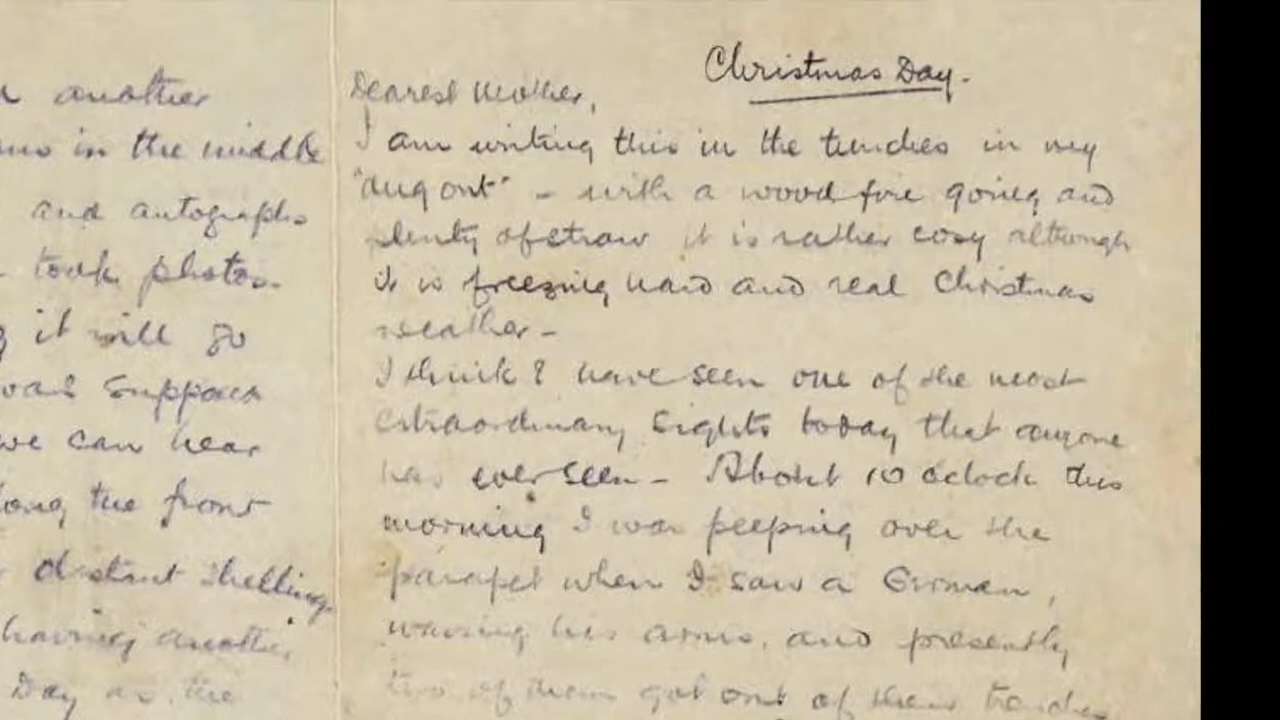 another
in the middle
and autographs
took photos.
it will go
suppose
we can hear
the front
distant shelling.
having another
Day as the
Christmas Day.
Dearest Mother,
I am writing this in the trenches in my
"dug out" - with a wood fire going and
plenty of straw it is rather cosy although
it is freezing hard and real Christmas
weather -
I think I have seen one of the most
extraordinary sights today that anyone
has ever seen - About 10 oclock this
morning I was peeping over the
parapet when I saw a German,
waving his arms, and presently
two of them got out of their trenches